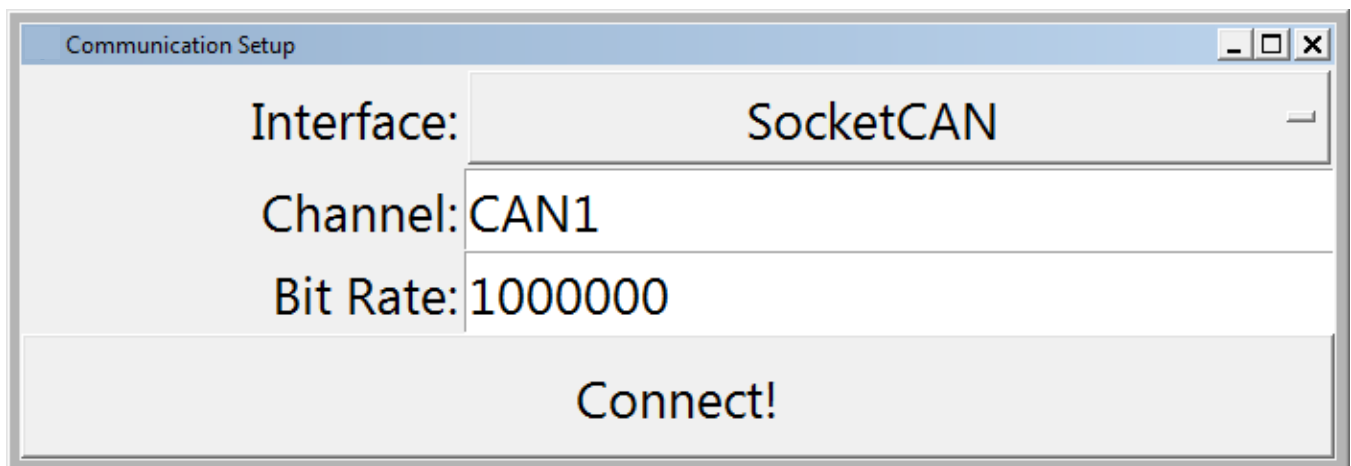 Communication Setup
Interface: SocketCAN
Channel: CAN1
Bit Rate: 1000000
Connect!